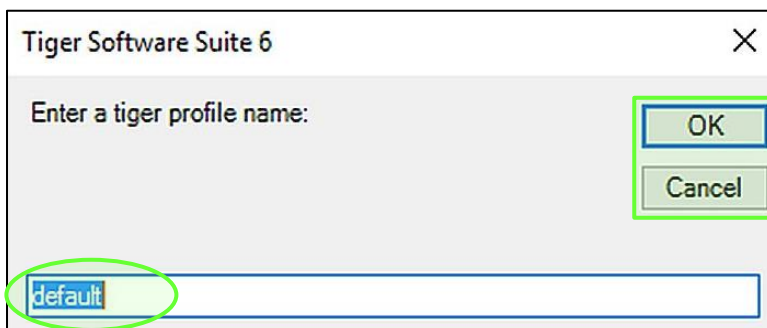 Tiger Software Suite 6
Enter a tiger profile name:
OK
Cancel
default